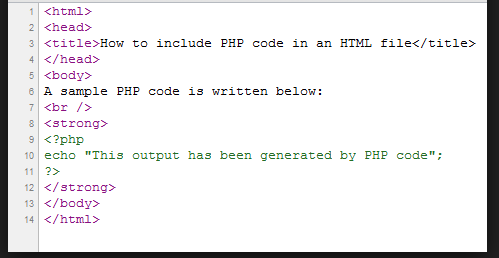 1 <html>
2 <head>
3 <title>How to include PHP code in an HTML file</title>
4 </head>
5 <body>
6 A sample PHP code is written below:
7 <br />
8 <strong>
9 <?php
10 echo "This output has been generated by PHP code";
11 ?>
12 </strong>
13 </body>
14 </html>